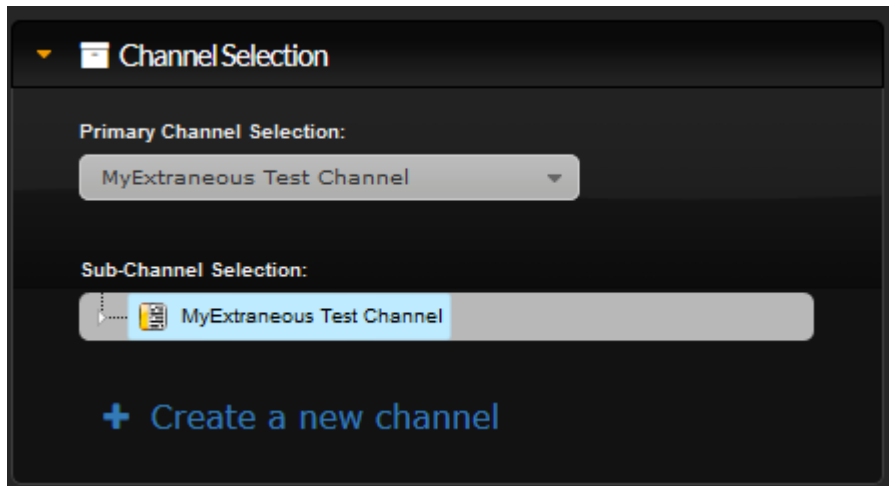 Channel Selection
Primary Channel Selection:
MyExtraneous Test Channel
Sub-Channel Selection:
MyExtraneous Test Channel
+ Create a new channel